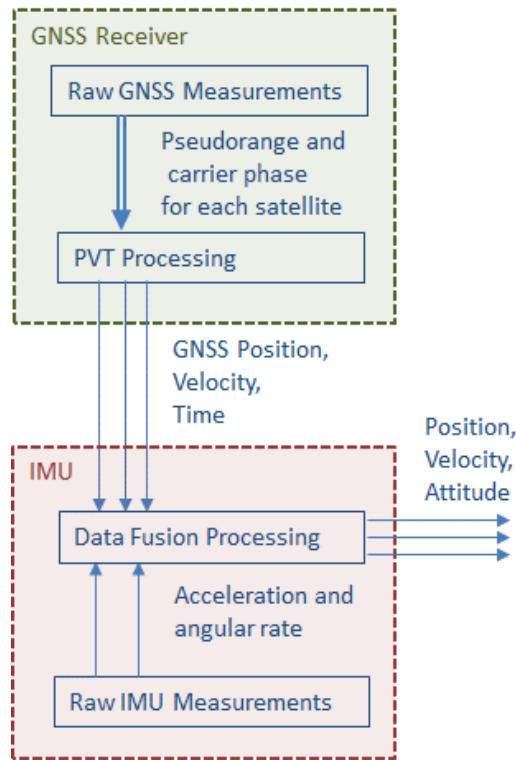 GNSS Receiver
Raw GNSS Measurements
Pseudorange and
carrier phase
for each satellite
PVT Processing
GNSS Position,
Velocity,
Time
Position,
Velocity,
Attitude
IMU
Data Fusion Processing
Acceleration and
angular rate
Raw IMU Measurements